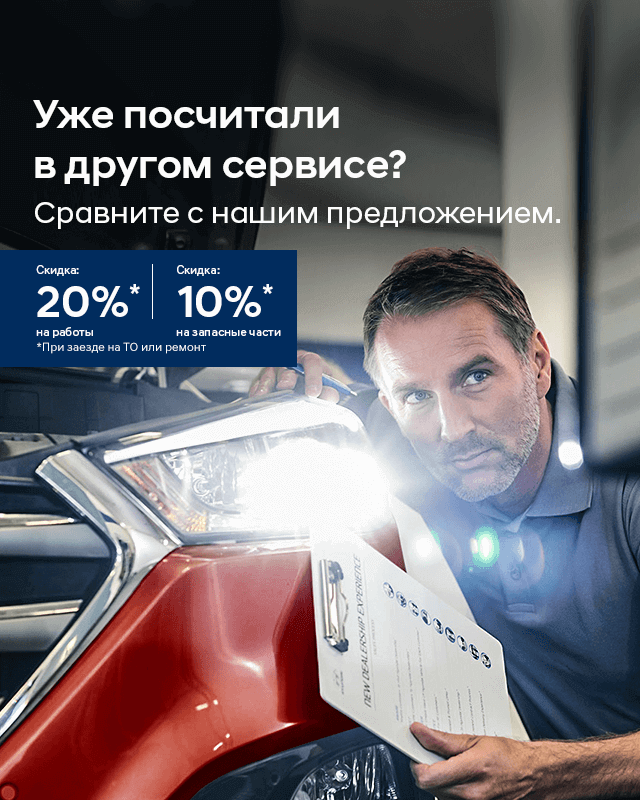 Уже посчитали
в другом сервисе?
Сравните с нашим предложением.
Скидка:
20%*
на работы
Скидка:
10%*
на запасные части
*При заезде на ТО или ремонт
NEW DEALERSHIP EXPERIENCE